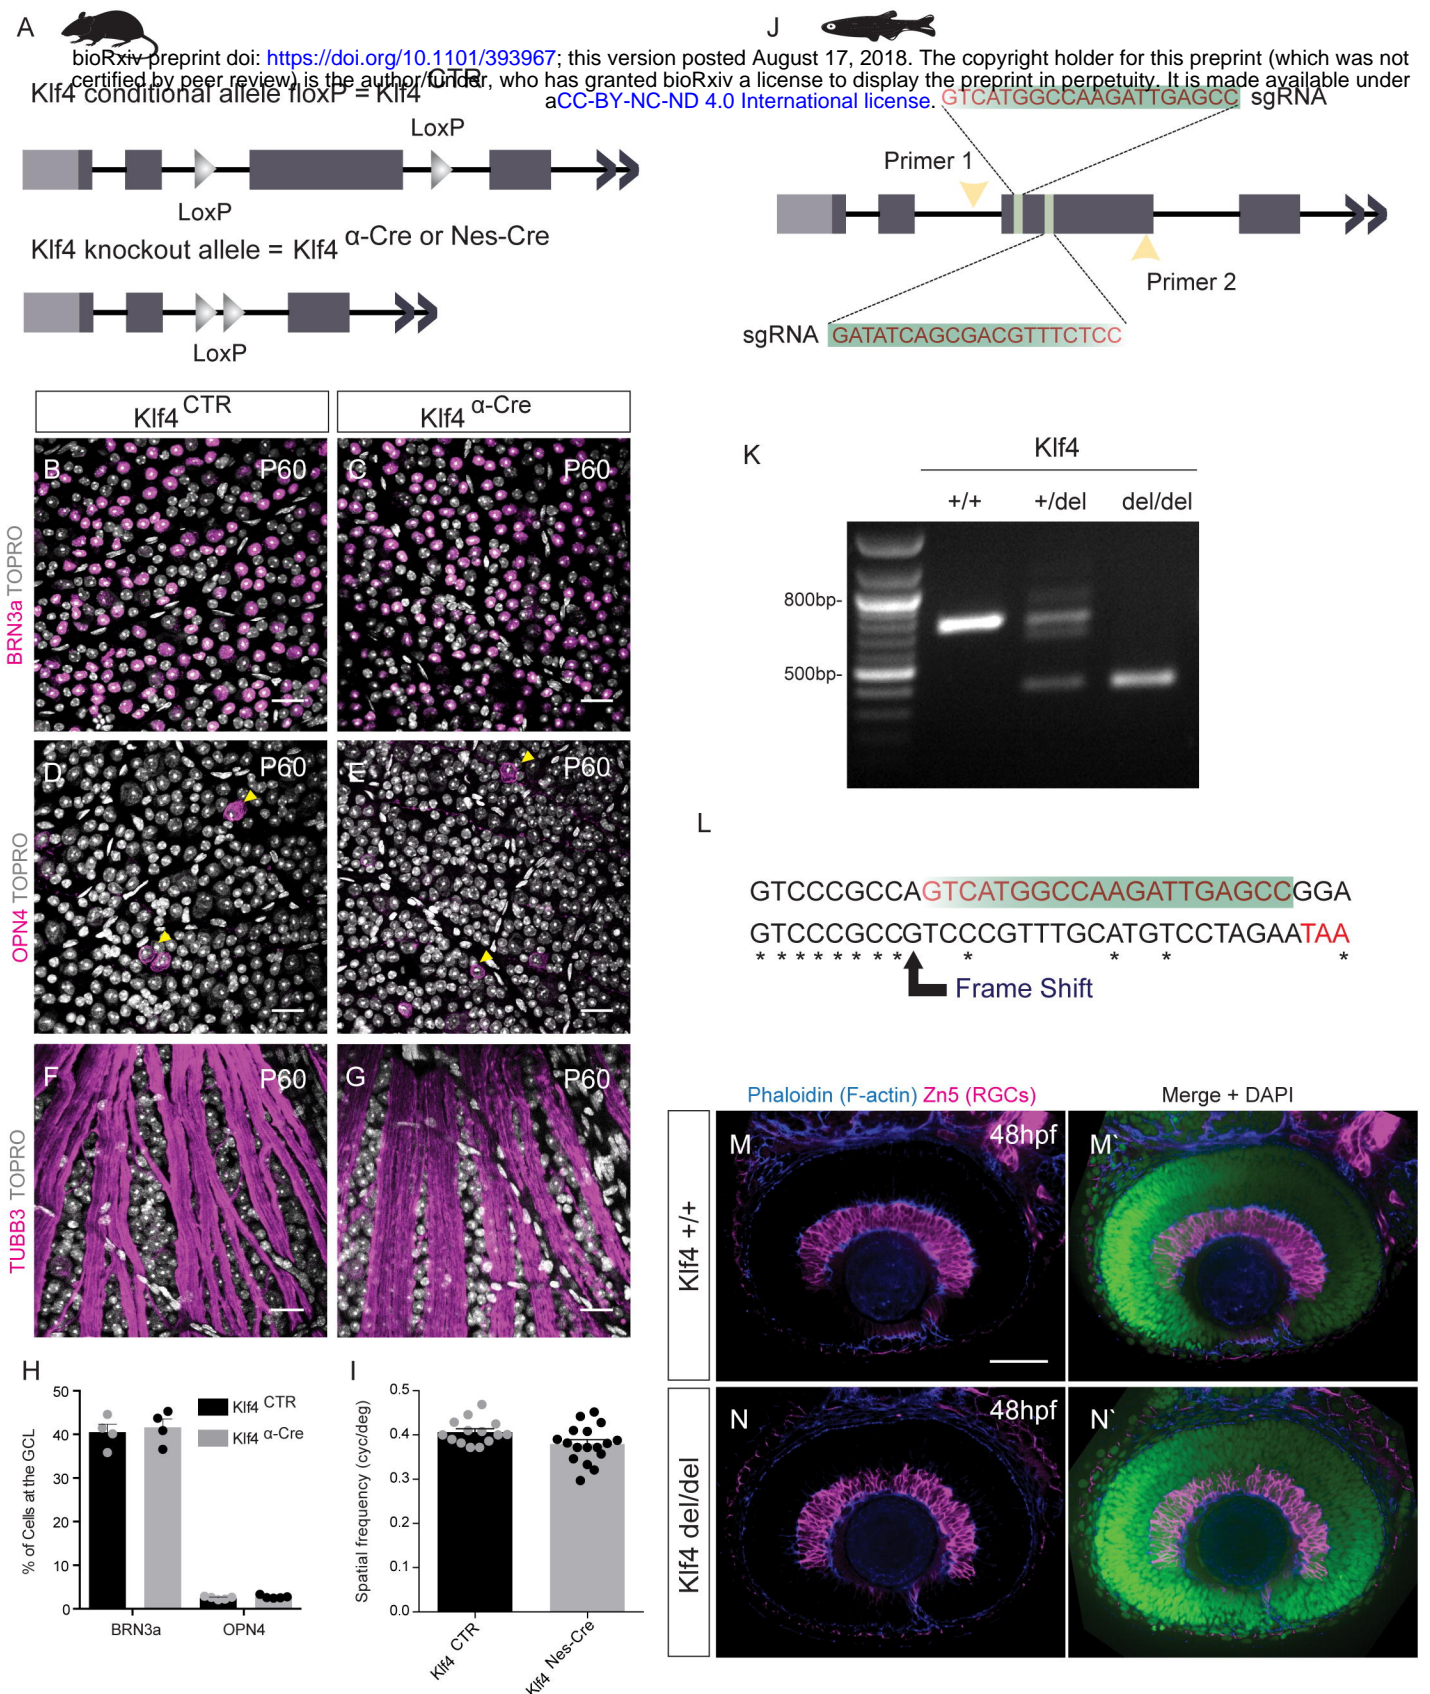 A
J
bioRxiv preprint doi: https://doi.org/10.1101/393967; this version posted August 17, 2018. The copyright holder for this preprint (which was not
certified by peer review) is the author/funder, who has granted bioRxiv a license to display the preprint in perpetuity. It is made available under
aCC-BY-NC-ND 4.0 International license.
Klf4 conditional allele floxP = Klf4 CTR
LoxP
LoxP
Klf4 knockout allele = Klf4 α-Cre or Nes-Cre
LoxP
GTCATGGCCAAGATTGAGCC sgRNA
Primer 1
Primer 2
sgRNA GATATCAGCGACGTTTCTCC
Klf4 CTR
Klf4 α-Cre
BRN3a TOPRO
B P60
C P60
OPN4 TOPRO
D P60
E P60
TUBB3 TOPRO
F P60
G P60
H
% of Cells at the GCL
50
40
30
20
10
0
BRN3a
OPN4
Klf4 CTR
Klf4 α-Cre
I
Spatial frequency (cyc/deg)
0.5
0.4
0.3
0.2
0.1
0.0
Klf4 CTR
Klf4 Nes-Cre
K
Klf4
+/+ +/del del/del
800bp-
500bp-
L
GTCCCGCCAGTCATGGCCAAGATTGAGCCGGA
GTCCCGCCGTCCCGTTTGCATGTCCTAGAATAA
* * * * * * * * * * * *
Frame Shift
Phaloidin (F-actin) Zn5 (RGCs)
Merge + DAPI
Klf4 +/+
M 48hpf
M`
Klf4 del/del
N 48hpf
N`